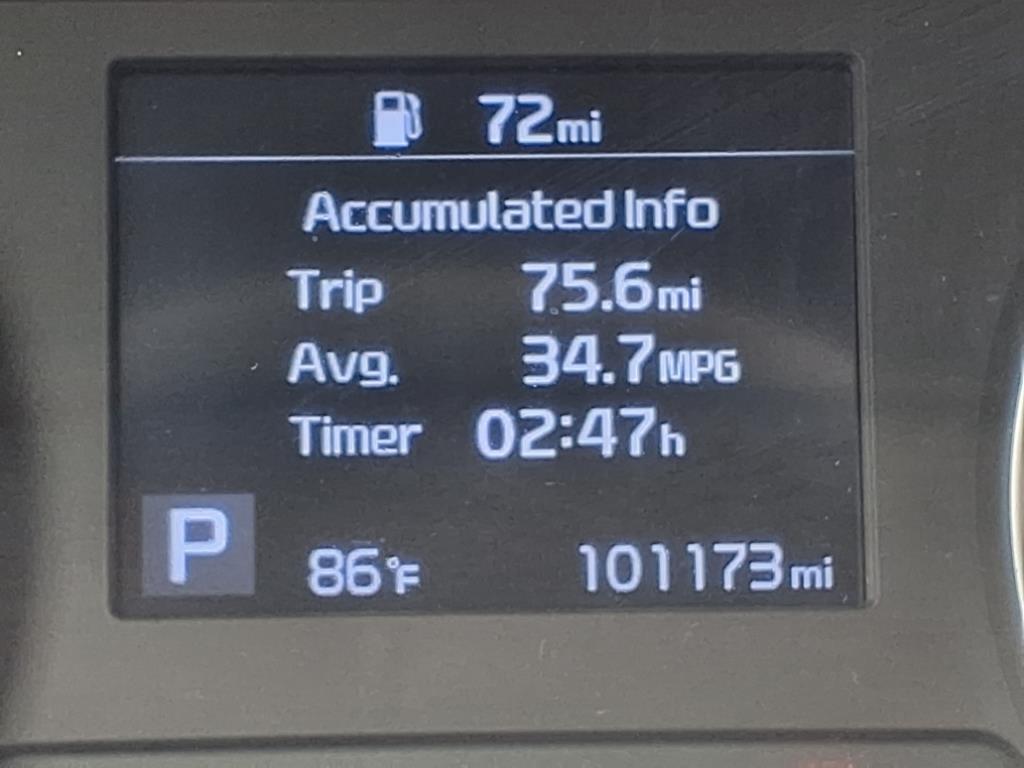 72mi
Accumulated Info
Trip 75.6mi
Avg. 34.7MPG
Timer 02:47h
P 86°F 101173mi